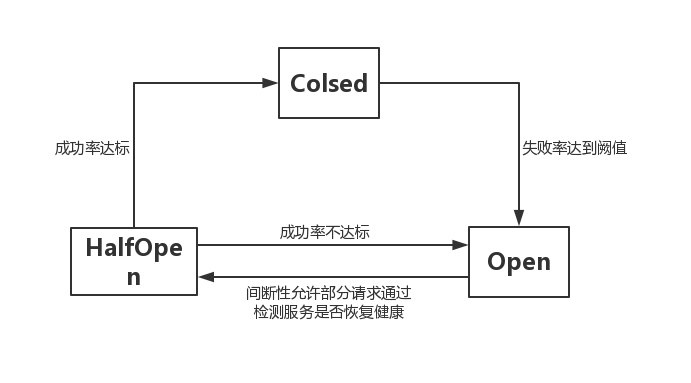 Colsed
成功率达标
失败率达到阙值
HalfOpe
n
成功率不达标
Open
间断性允许部分请求通过
检测服务是否恢复健康